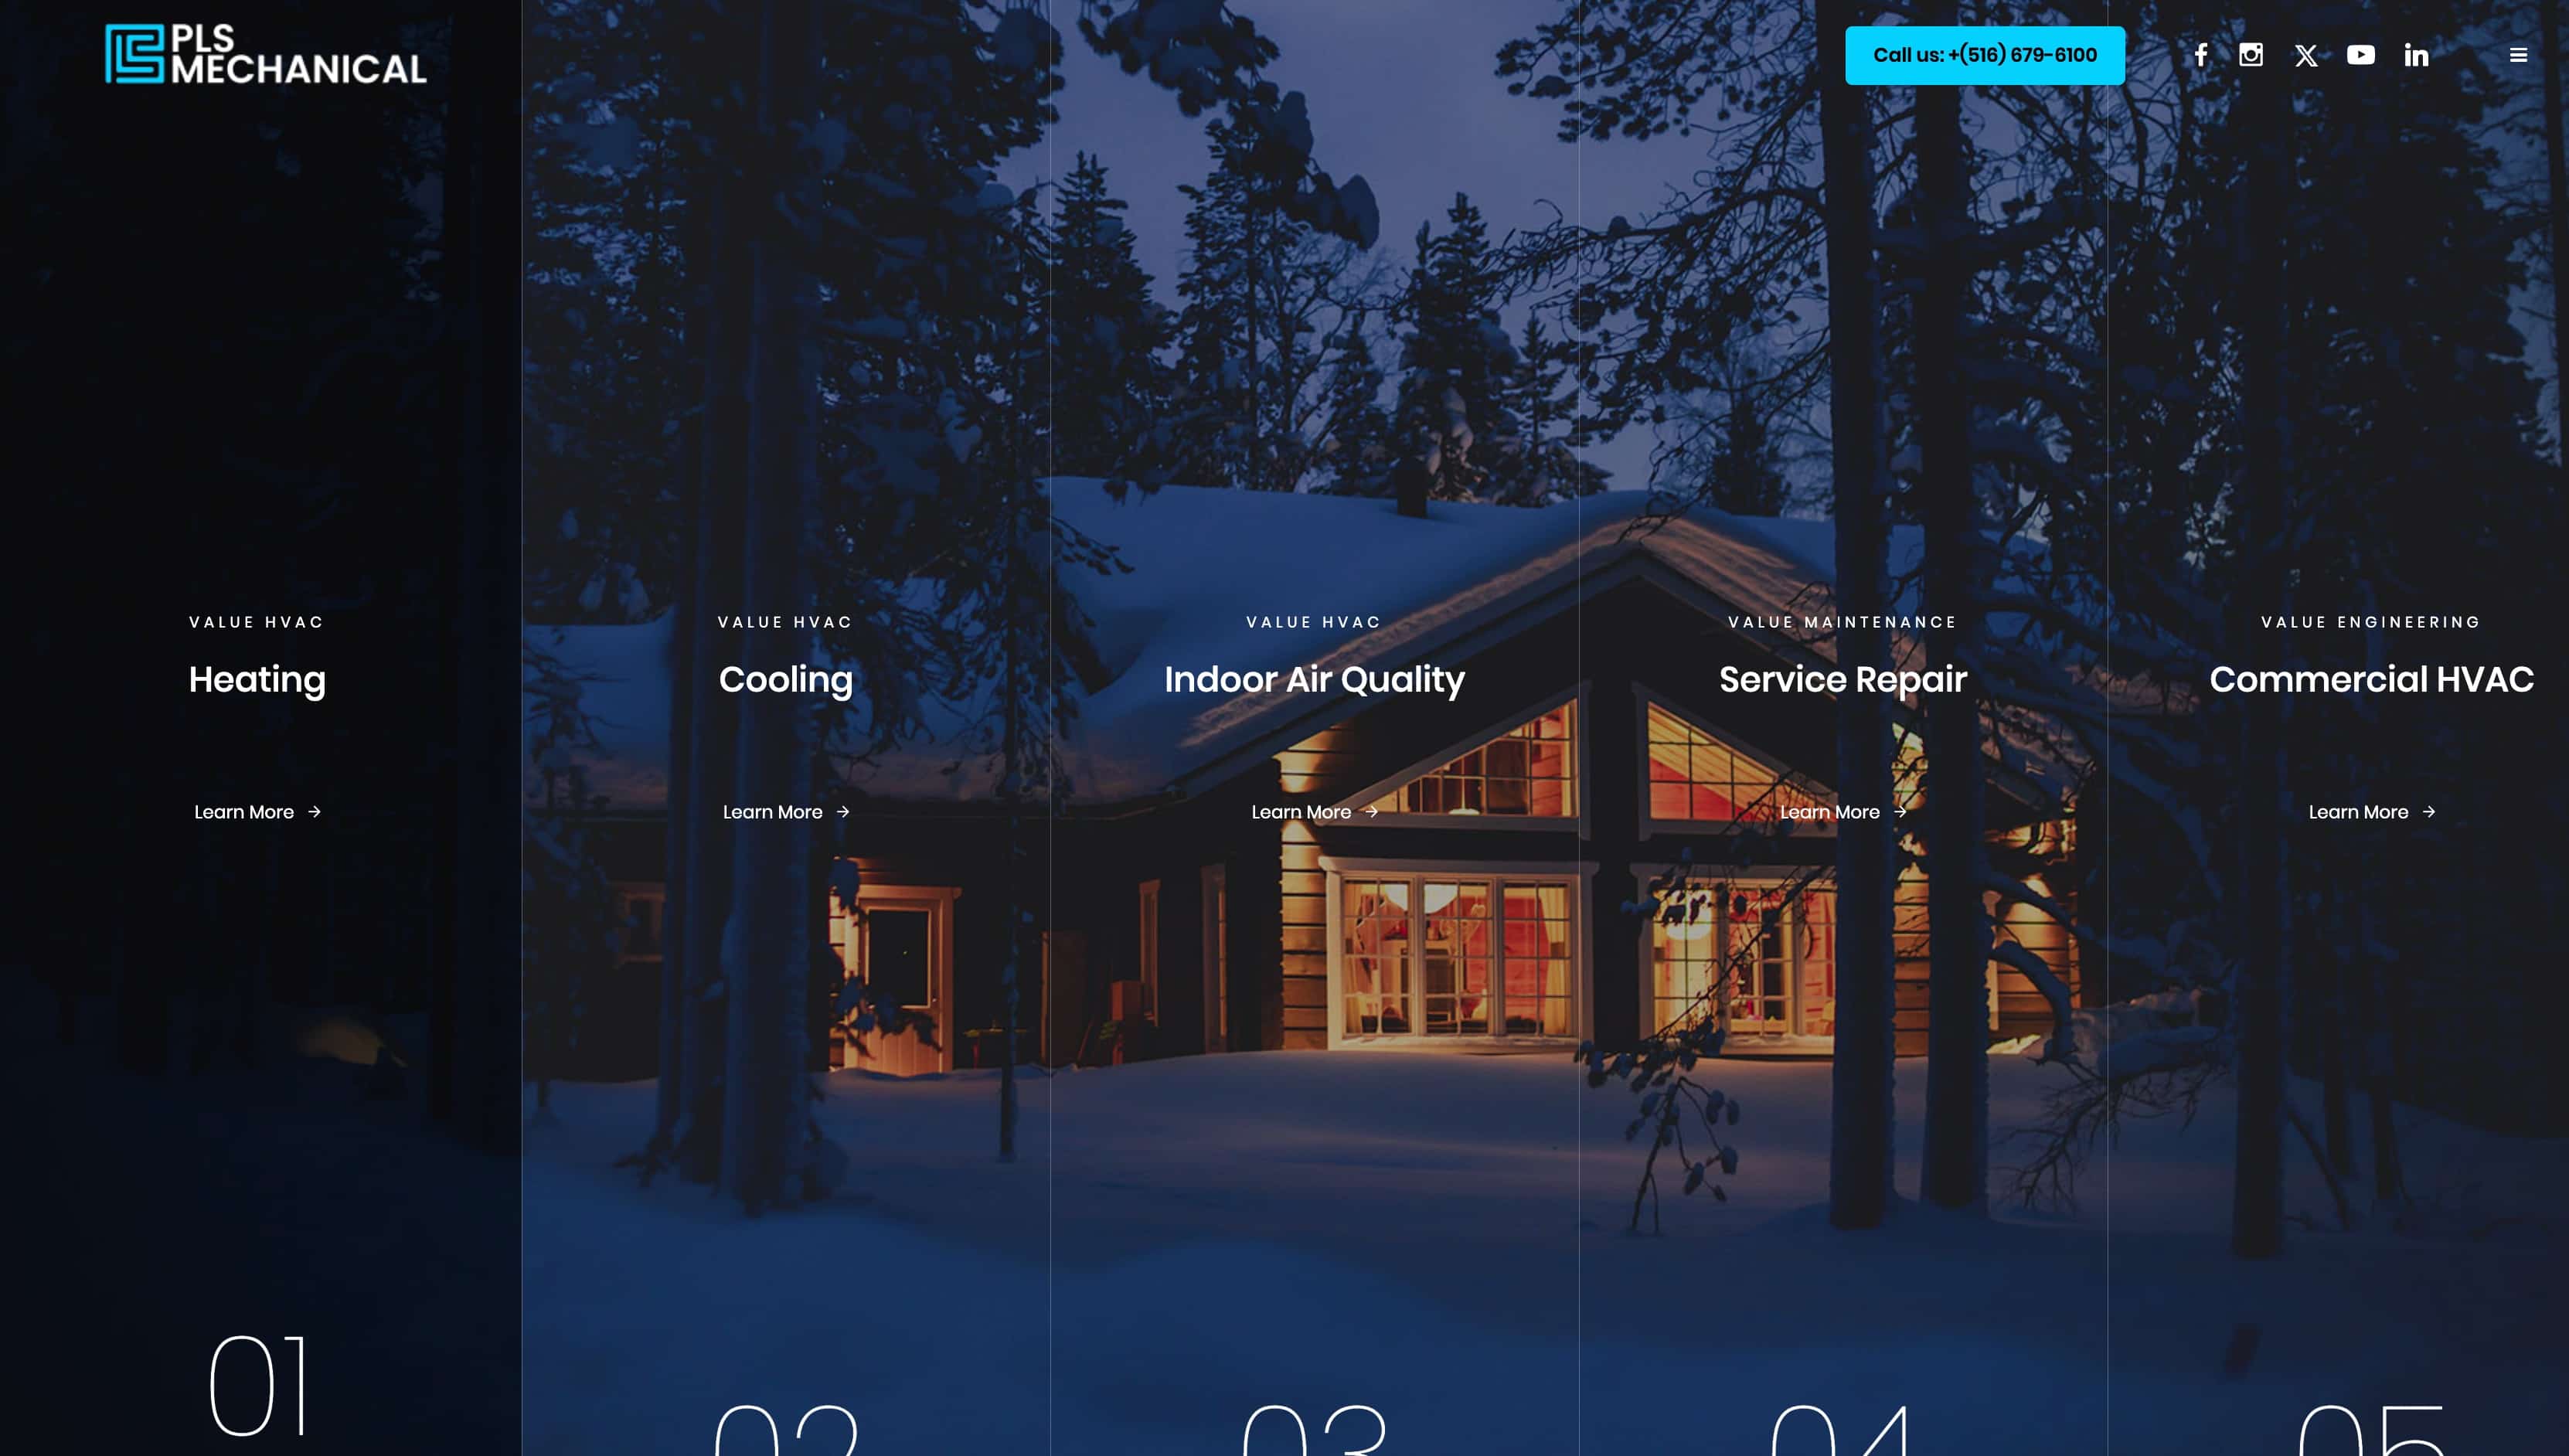 PLS
MECHANICAL
Call us: +(516) 679-6100
VALUE HVAC
Heating
Learn More →
01
VALUE HVAC
Cooling
Learn More →
02
VALUE HVAC
Indoor Air Quality
Learn More →
03
VALUE MAINTENANCE
Service Repair
Learn More →
04
VALUE ENGINEERING
Commercial HVAC
Learn More →
05